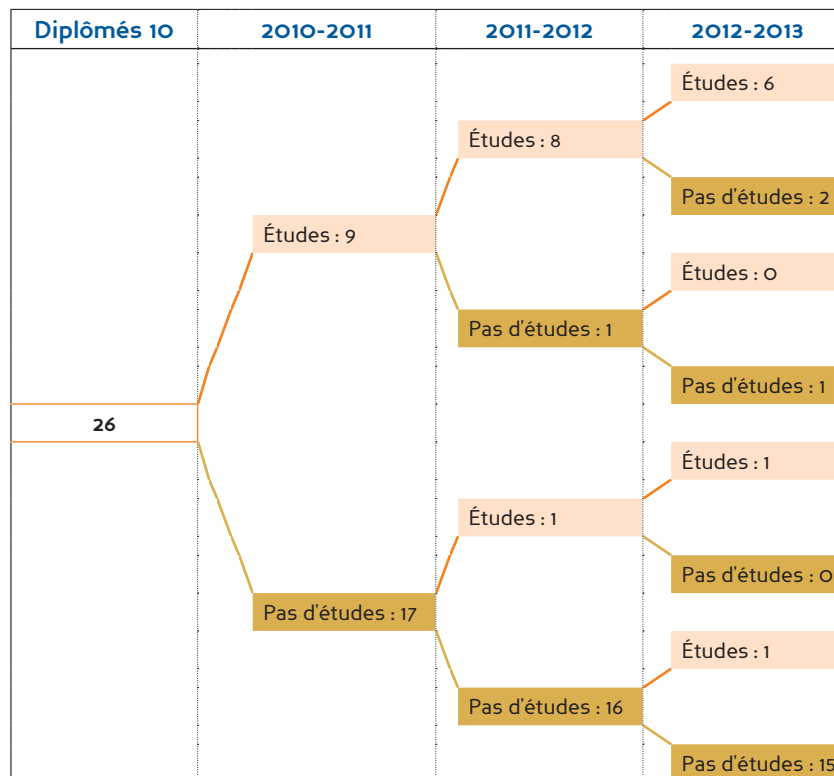 Diplômés 10 2010-2011 2011-2012 2012-2013
Études : 6
Études : 8
Pas d'études : 2
Études : 9
Études : 0
Pas d'études : 1
Pas d'études : 1
26
Études : 1
Études : 1
Pas d'études : 0
Pas d'études : 17
Études : 1
Pas d'études : 16
Pas d'études : 15